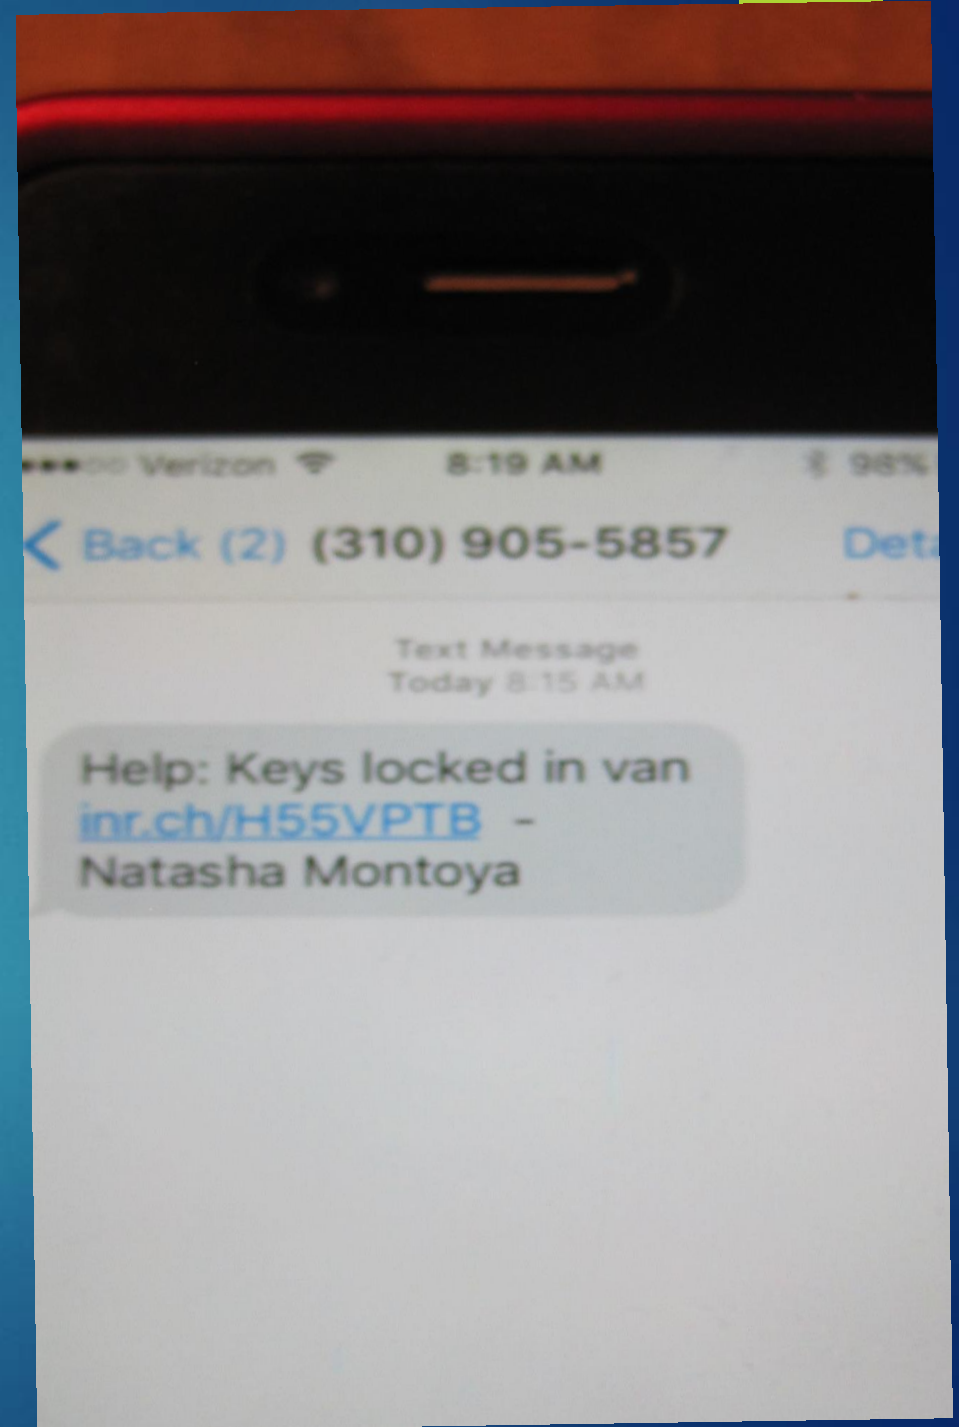 Verizon 8:19 AM 98%
Back (2) (310) 905-5857 Deta
Text Message
Today 8:15 AM
Help: Keys locked in van
inr.ch/H55VPTB -
Natasha Montoya